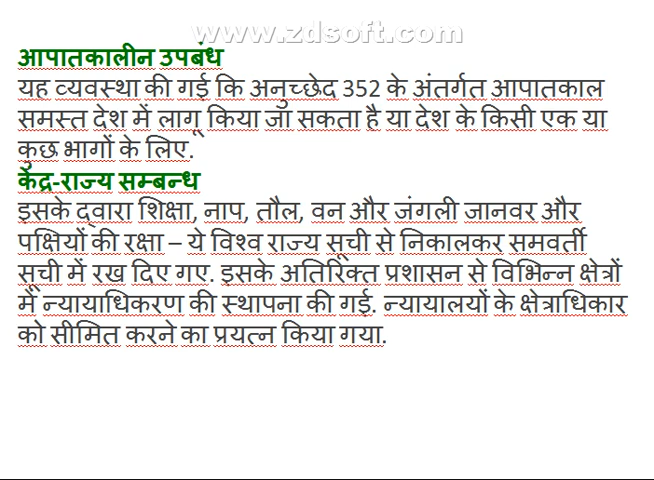 www.zdsoft.com
आपातकालीन उपबंध
यह व्यवस्था की गई कि अनुच्छेद 352 के अंतर्गत आपातकाल
समस्त देश में लागू किया जा सकता है या देश के किसी एक या
कुछ भागों के लिए.
केंद्र-राज्य सम्बन्ध
इसके द्वारा शिक्षा, नाप, तौल, वन और जंगली जानवर और
पक्षियों की रक्षा – ये विश्व राज्य सूची से निकालकर समवर्ती
सूची में रख दिए गए. इसके अतिरिक्त प्रशासन से विभिन्न क्षेत्रों
में न्यायाधिकरण की स्थापना की गई. न्यायालयों के क्षेत्राधिकार
को सीमित करने का प्रयत्न किया गया.